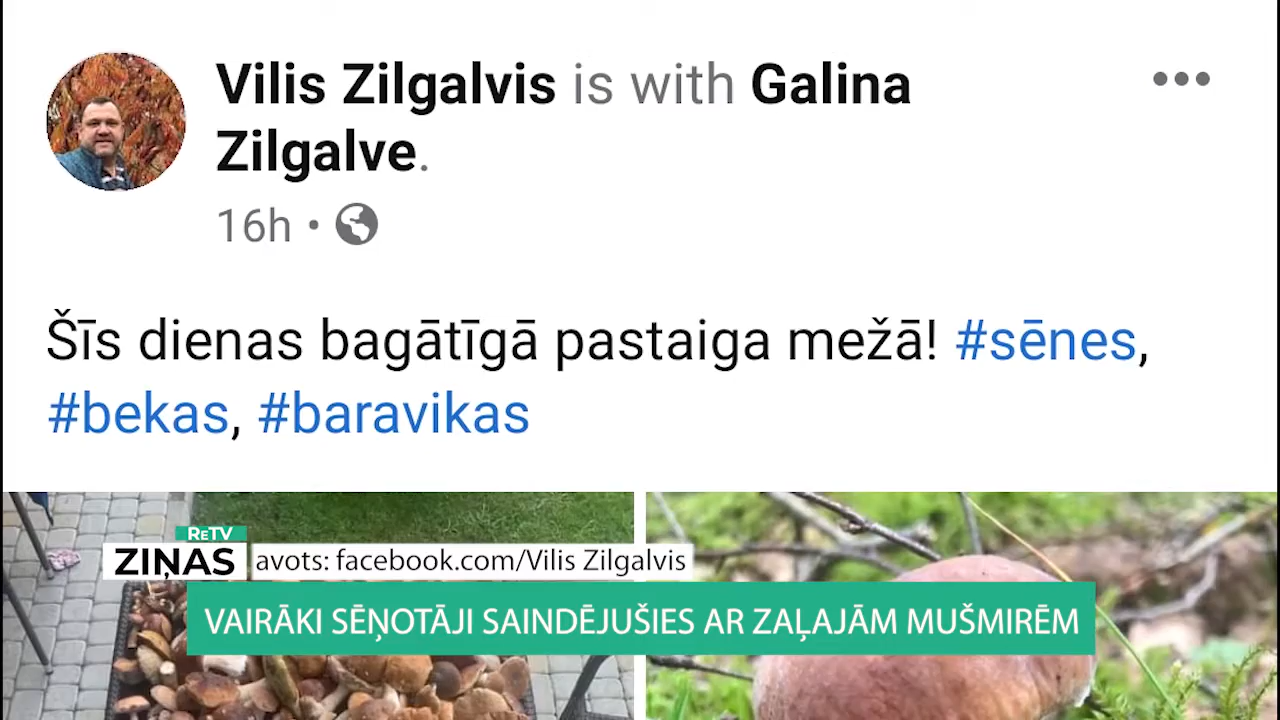 Vilis Zilgalvis is with Galina
Zilgalve.
16h •
Šīs dienas bagātīgā pastaiga mežā! #sēnes,
#bekas, #baravikas
ReTV
ZIŅAS
avots: facebook.com/Vilis Zilgalvis
VAIRĀKI SĒŅOTĀJI SAINDĒJUŠIES AR ZAĻAJĀM MUŠMIRĒM